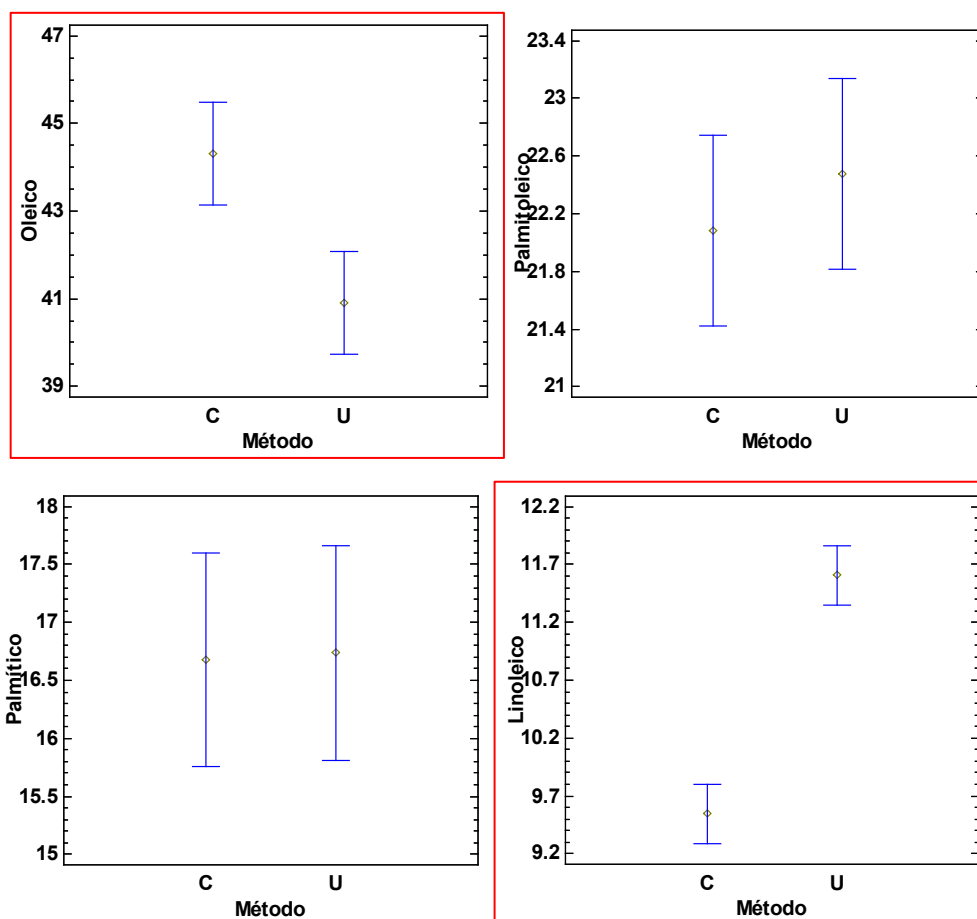 Oleico
47
45
43
41
39
C U
Método
Palmitoleico
23.4
23
22.6
22.2
21.8
21.4
21
C U
Método
Palmítico
18
17.5
17
16.5
16
15.5
15
C U
Método
Linoleico
12.2
11.7
11.2
10.7
10.2
9.7
9.2
C U
Método